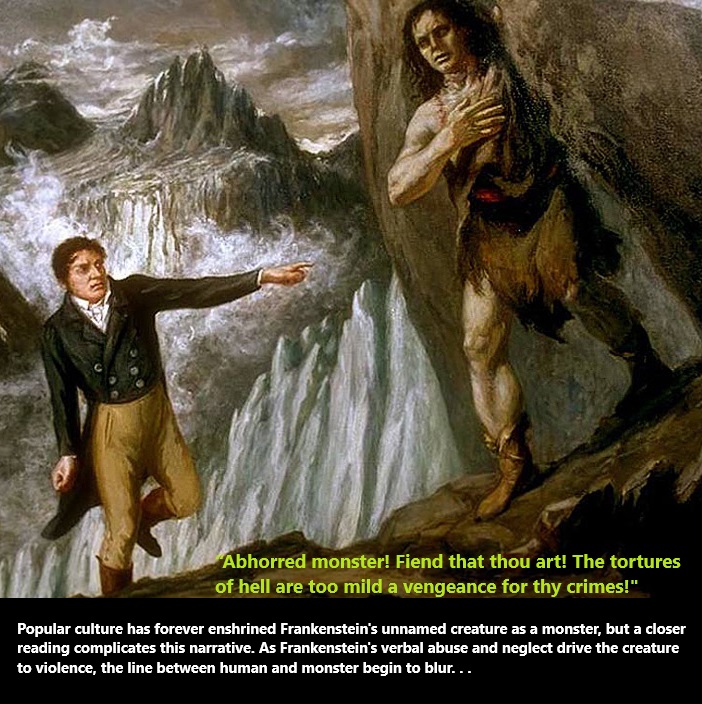 "Abhorred monster! Fiend that thou art! The tortures
of hell are too mild a vengeance for thy crimes!"
Popular culture has forever enshrined Frankenstein's unnamed creature as a monster, but a closer
reading complicates this narrative. As Frankenstein's verbal abuse and neglect drive the creature
to violence, the line between human and monster begin to blur. . .